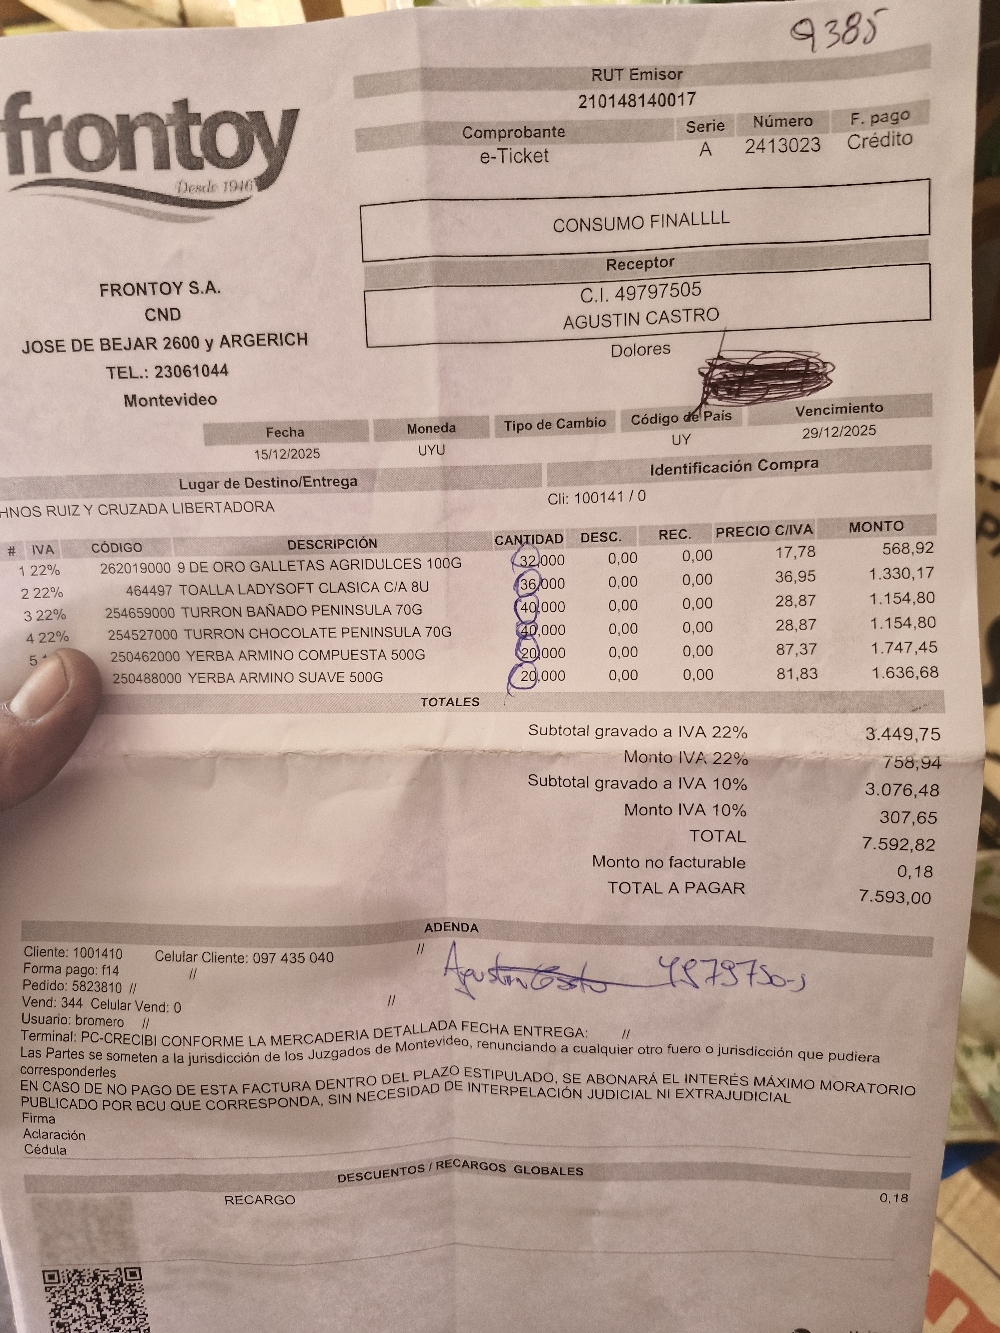 9385
frontoy
Desde 1946
RUT Emisor
210148140017
Comprobante Serie Número F. pago
e-Ticket A 2413023 Crédito
CONSUMO FINALLLL
Receptor
C.I. 49797505
AGUSTIN CASTRO
Dolores
FRONTOY S.A.
CND
JOSE DE BEJAR 2600 y ARGERICH
TEL.: 23061044
Montevideo
Fecha Moneda Tipo de Cambio Código de País Vencimiento
15/12/2025 UYU UY 29/12/2025
Lugar de Destino/Entrega Identificación Compra
HNOS RUIZ Y CRUZADA LIBERTADORA Cli: 100141 / 0
# IVA CÓDIGO DESCRIPCIÓN CANTIDAD DESC. REC. PRECIO C/IVA MONTO
1 22% 262019000 9 DE ORO GALLETAS AGRIDULCES 100G 32,000 0,00 0,00 17,78 568,92
2 22% 464497 TOALLA LADYSOFT CLASICA C/A 8U 36,000 0,00 0,00 36,95 1.330,17
3 22% 254659000 TURRON BAÑADO PENINSULA 70G 40,000 0,00 0,00 28,87 1.154,80
4 22% 254527000 TURRON CHOCOLATE PENINSULA 70G 40,000 0,00 0,00 28,87 1.154,80
5 250462000 YERBA ARMINO COMPUESTA 500G 20,000 0,00 0,00 87,37 1.747,45
250488000 YERBA ARMINO SUAVE 500G 20,000 0,00 0,00 81,83 1.636,68
TOTALES
Subtotal gravado a IVA 22% 3.449,75
Monto IVA 22% 758,94
Subtotal gravado a IVA 10% 3.076,48
Monto IVA 10% 307,65
TOTAL 7.592,82
Monto no facturable 0,18
TOTAL A PAGAR 7.593,00
ADENDA
Cliente: 1001410 Celular Cliente: 097 435 040 //
Forma pago: f14 //
Pedido: 5823810 //
Vend: 344 Celular Vend: 0 //
Usuario: bromero //
Agustin Castro 4979750-5
Terminal: PC-CRECIBI CONFORME LA MERCADERIA DETALLADA FECHA ENTREGA: //
Las Partes se someten a la jurisdicción de los Juzgados de Montevideo, renunciando a cualquier otro fuero o jurisdicción que pudiera
corresponderles
EN CASO DE NO PAGO DE ESTA FACTURA DENTRO DEL PLAZO ESTIPULADO, SE ABONARÁ EL INTERÉS MÁXIMO MORATORIO
PUBLICADO POR BCU QUE CORRESPONDA, SIN NECESIDAD DE INTERPELACIÓN JUDICIAL NI EXTRAJUDICIAL
Firma
Aclaración
Cédula
DESCUENTOS / RECARGOS GLOBALES
RECARGO 0,18